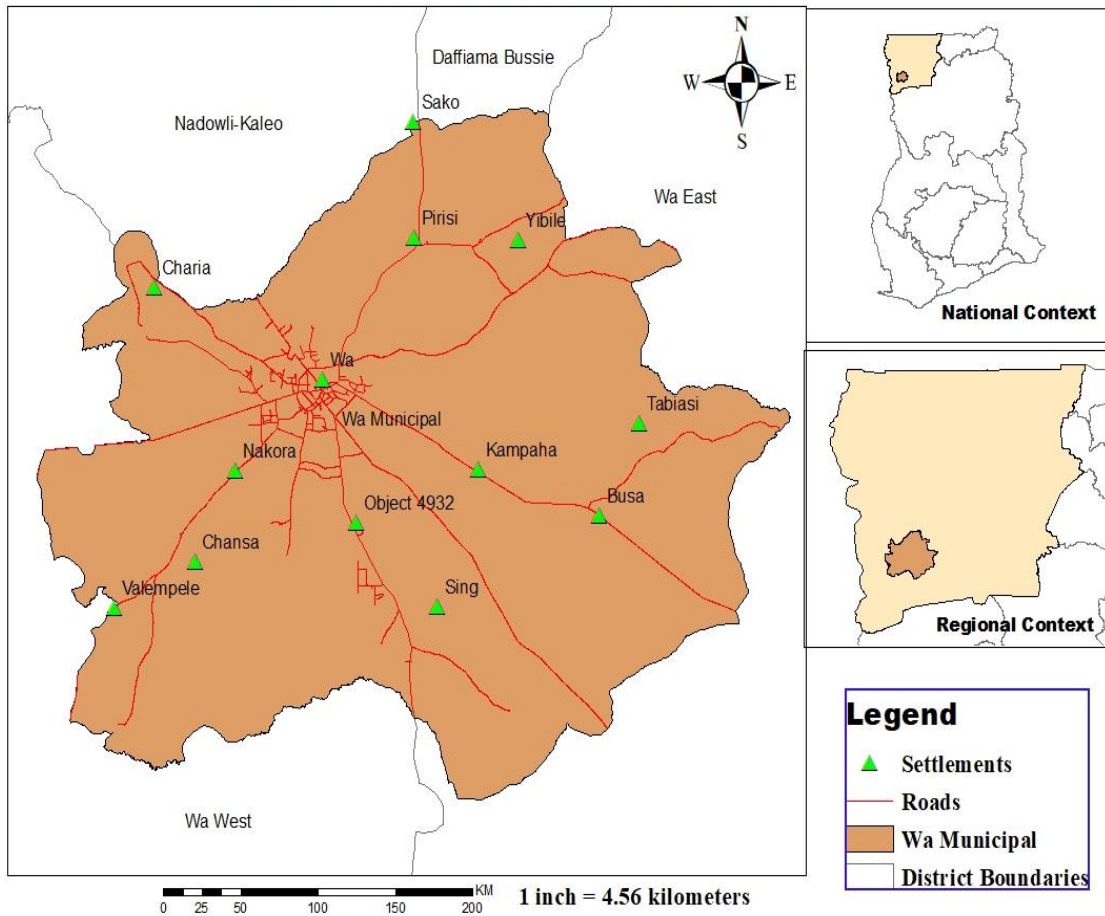 Daffiama Bussie
N
W E
S
Sako
Nadowli-Kaleo
Wa East
Pirisi
Yibile
Charia
Wa
Wa Municipal
Tabiasi
Nakora
Kampaha
Object 4932
Busa
Chansa
Valempele
Sing
Wa West
National Context
Regional Context
Legend
Settlements
Roads
Wa Municipal
District Boundaries
KM
0 25 50 100 150 200
1 inch = 4.56 kilometers